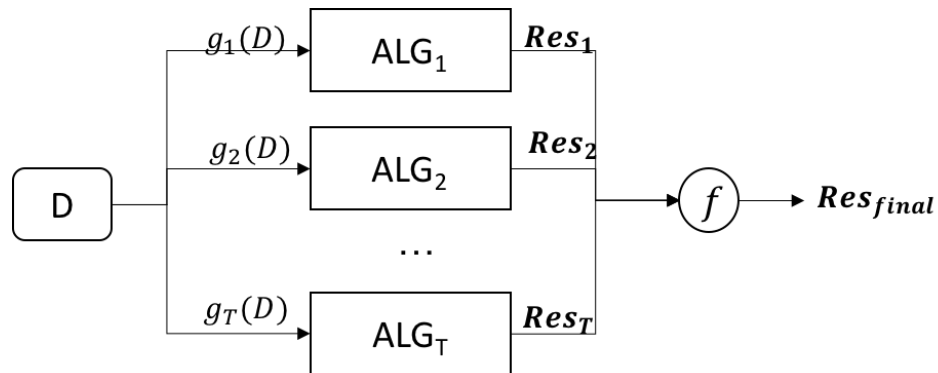 g₁(D) ALG₁ Res₁
g₂(D) ALG₂ Res₂
D f Res_final
...
g_T(D) ALG_T Res_T